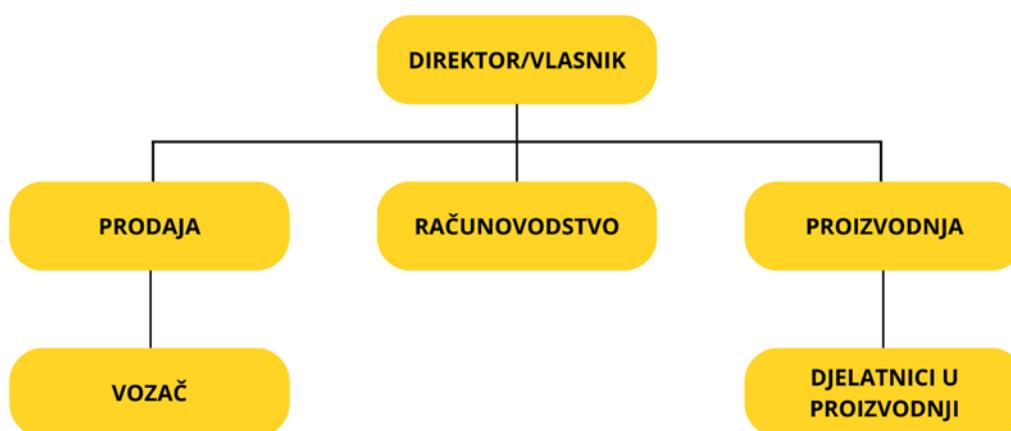 DIREKTOR/VLASNIK
PRODAJA
RAČUNOVODSTVO
PROIZVODNJA
VOZAČ
DJELATNICI U
PROIZVODNJI